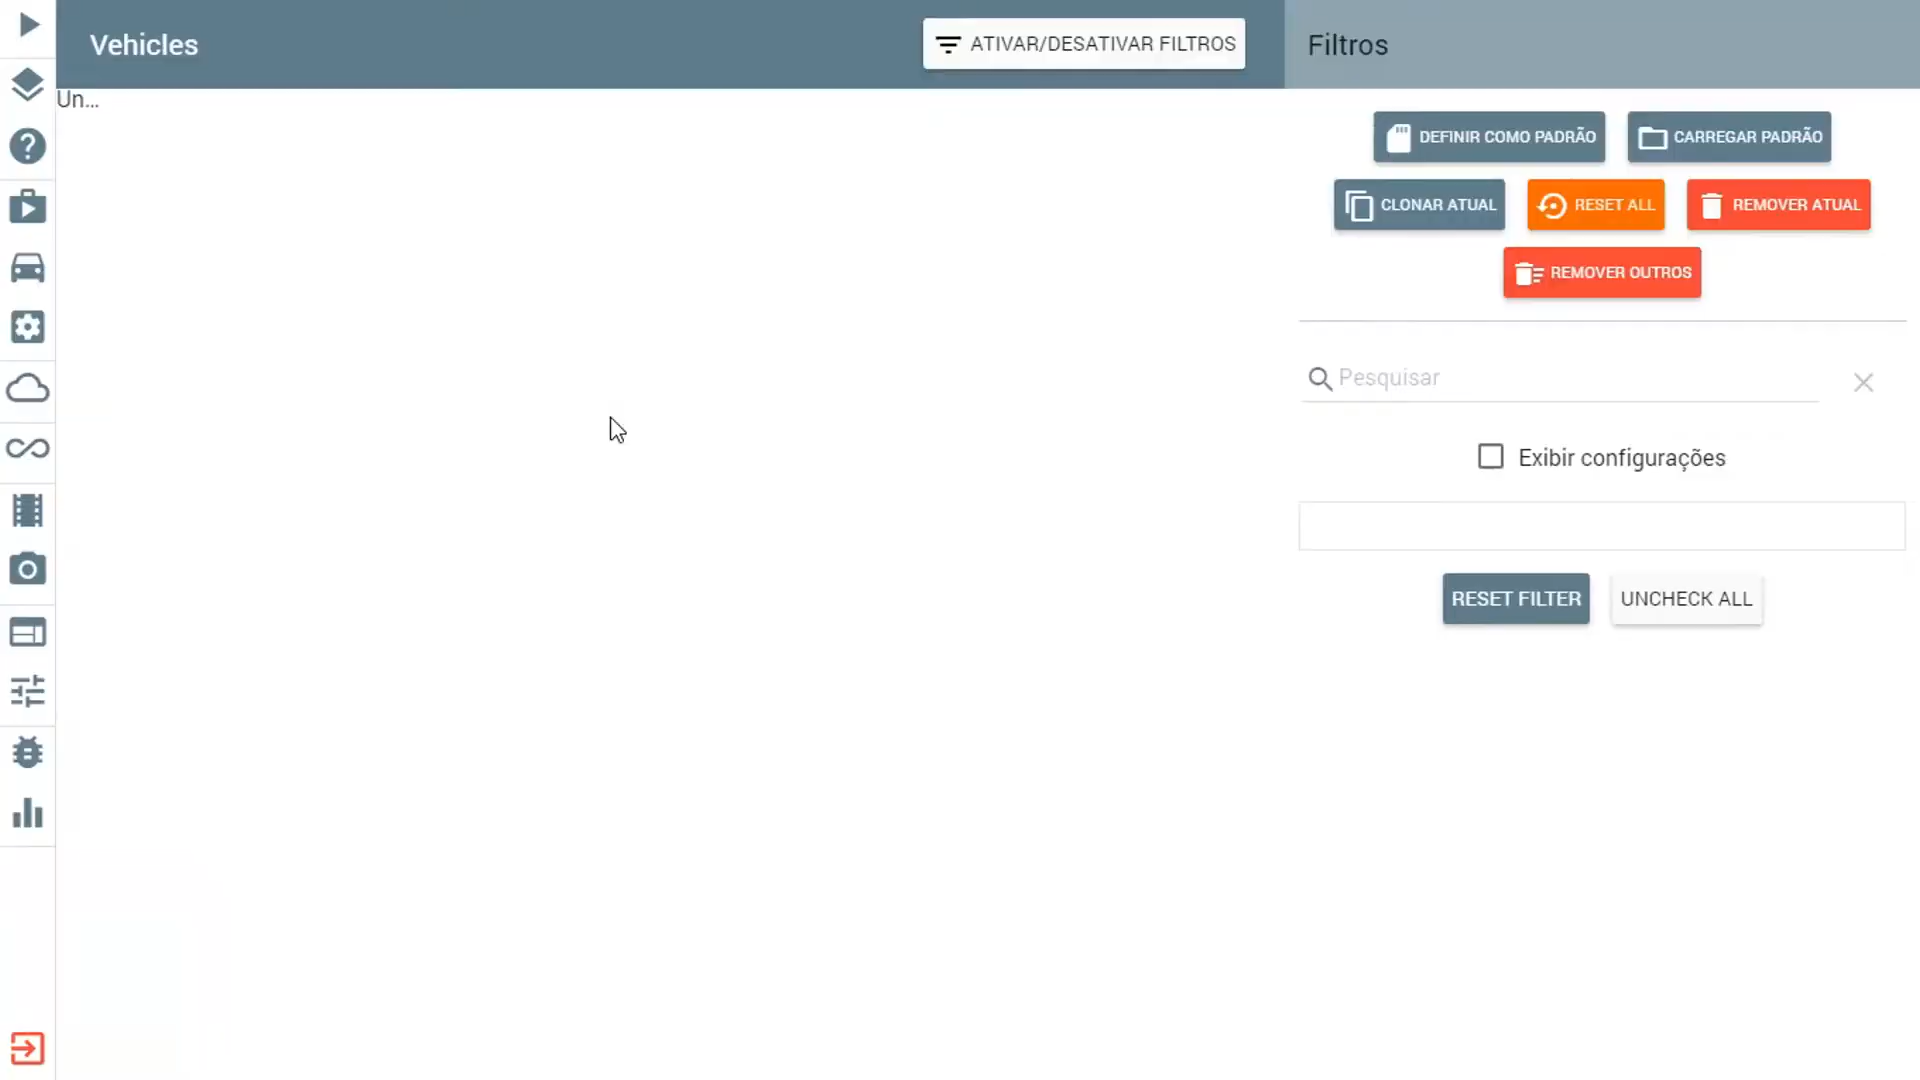 Vehicles
ATIVAR/DESATIVAR FILTROS
Filtros
Un...
DEFINIR COMO PADRÃO
CARREGAR PADRÃO
CLONAR ATUAL
RESET ALL
REMOVER ATUAL
REMOVER OUTROS
Pesquisar
Exibir configurações
RESET FILTER
UNCHECK ALL